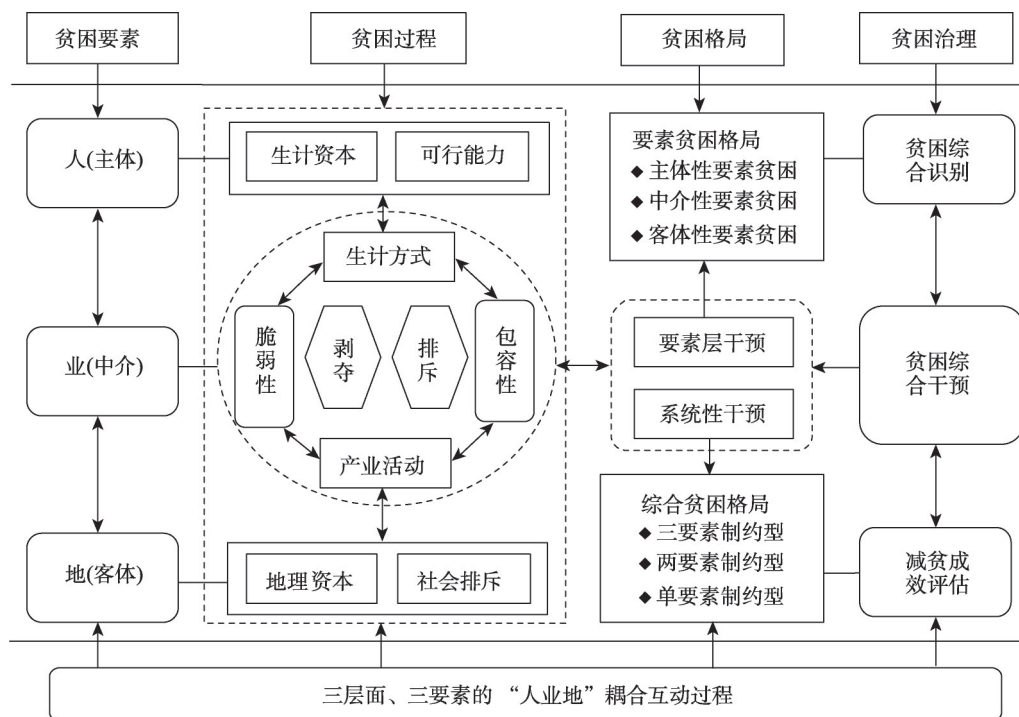 贫困要素
贫困过程
贫困格局
贫困治理
人(主体)
业(中介)
地(客体)
生计资本
可行能力
生计方式
脆弱性
剥夺
排斥
包容性
产业活动
地理资本
社会排斥
要素贫困格局
◆ 主体性要素贫困
◆ 中介性要素贫困
◆ 客体性要素贫困
要素层干预
系统性干预
综合贫困格局
◆ 三要素制约型
◆ 两要素制约型
◆ 单要素制约型
贫困综
合识别
贫困综
合干预
减贫成
效评估
三层面、三要素的“人业地”耦合互动过程